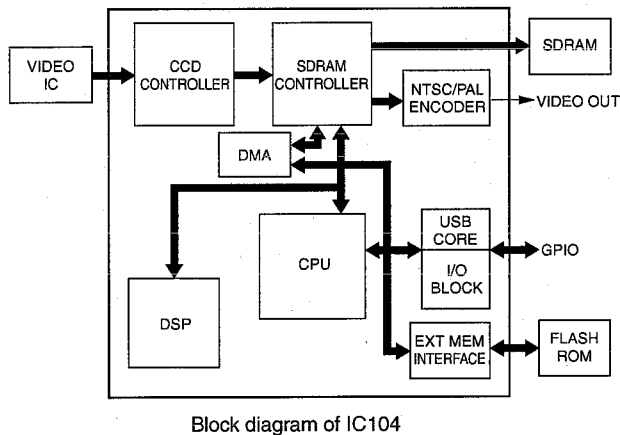 VIDEO
IC
CCD
CONTROLLER
SDRAM
CONTROLLER
SDRAM
NTSC/PAL
ENCODER
VIDEO OUT
DMA
CPU
USB
CORE
I/O
BLOCK
GPIO
DSP
EXT MEM
INTERFACE
FLASH
ROM
Block diagram of IC104